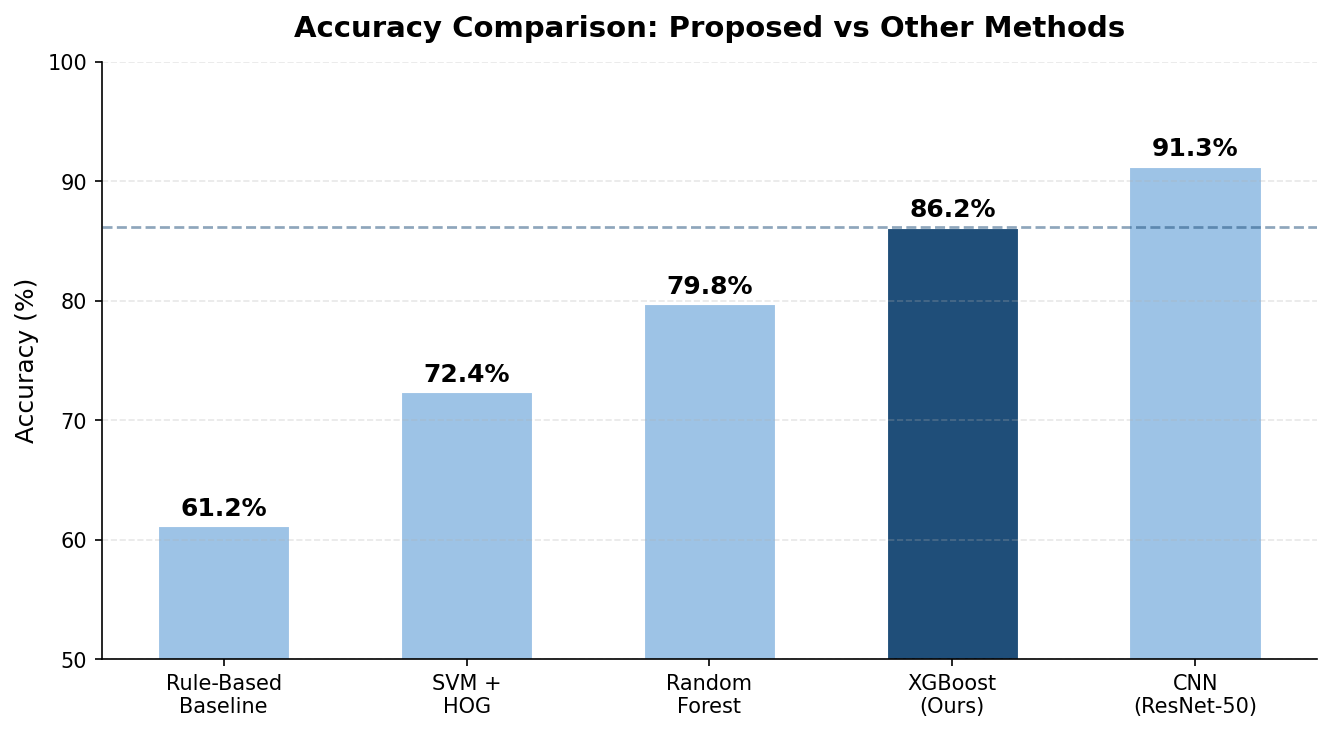 Accuracy Comparison: Proposed vs Other Methods
Accuracy (%)
100
90
80
70
60
50
61.2%
72.4%
79.8%
86.2%
91.3%
Rule-Based
Baseline
SVM +
HOG
Random
Forest
XGBoost
(Ours)
CNN
(ResNet-50)